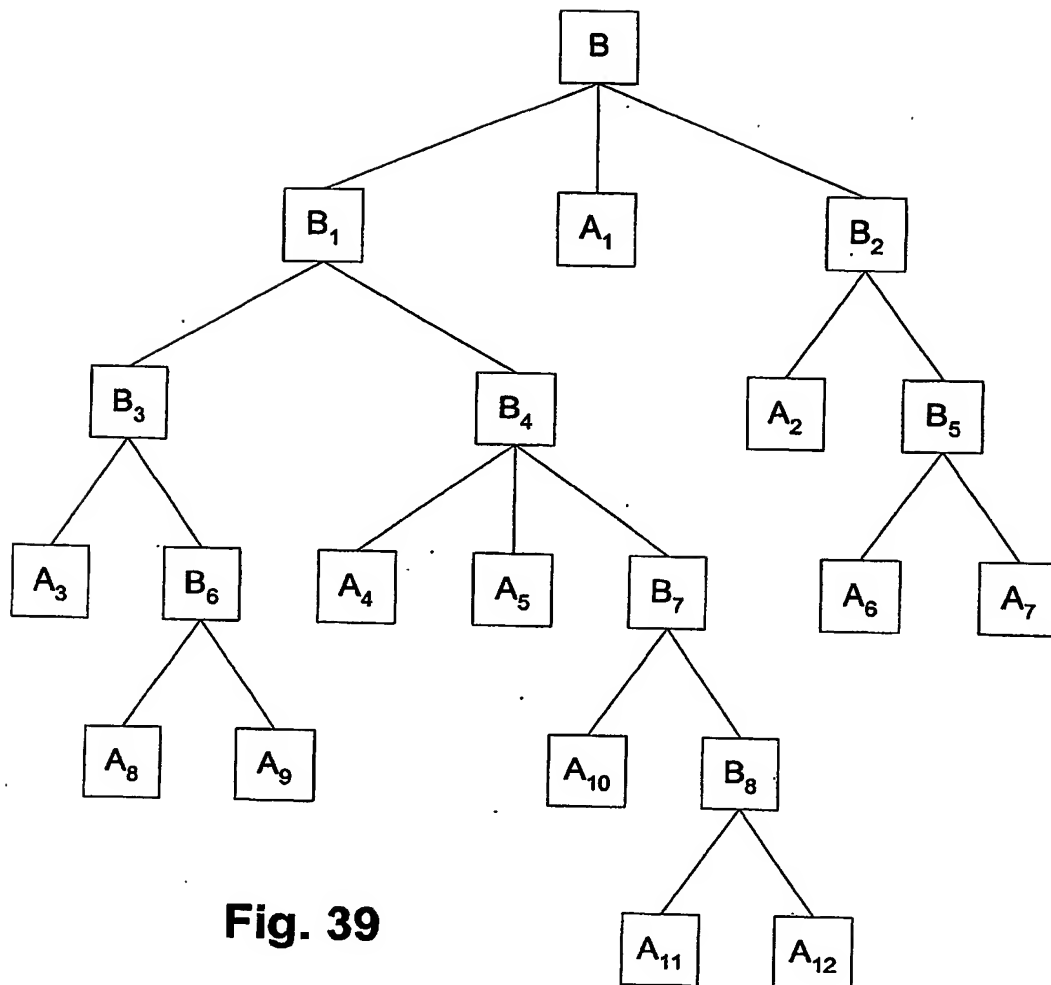 B
B₁ A₁ B₂
B₃ B₄ A₂ B₅
A₃ B₆ A₄ A₅ B₇ A₆ A₇
A₈ A₉ A₁₀ B₈
A₁₁ A₁₂
Fig. 39